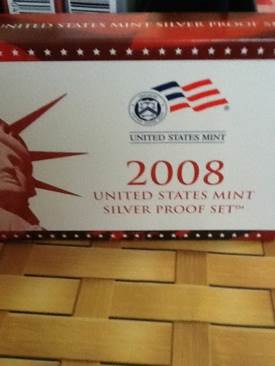 UNITED STATES MINT SILVER PROOF SET
UNITED STATES MINT
2008
UNITED STATES MINT
SILVER PROOF SET™